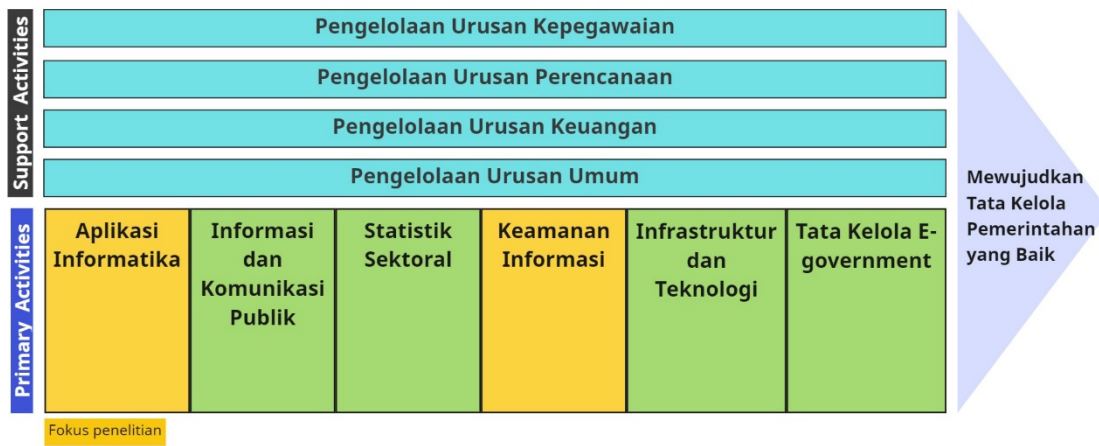 Support Activities
Pengelolaan Urusan Kepegawaian
Pengelolaan Urusan Perencanaan
Pengelolaan Urusan Keuangan
Pengelolaan Urusan Umum
Primary Activities
Aplikasi
Informatika
Informasi
dan
Komunikasi
Publik
Statistik
Sektoral
Keamanan
Informasi
Infrastruktur
dan
Teknologi
Tata Kelola E-
government
Mewujudkan
Tata Kelola
Pemerintahan
yang Baik
Fokus penelitian